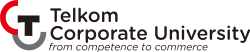 Telkom
Corporate University
from competence to commerce